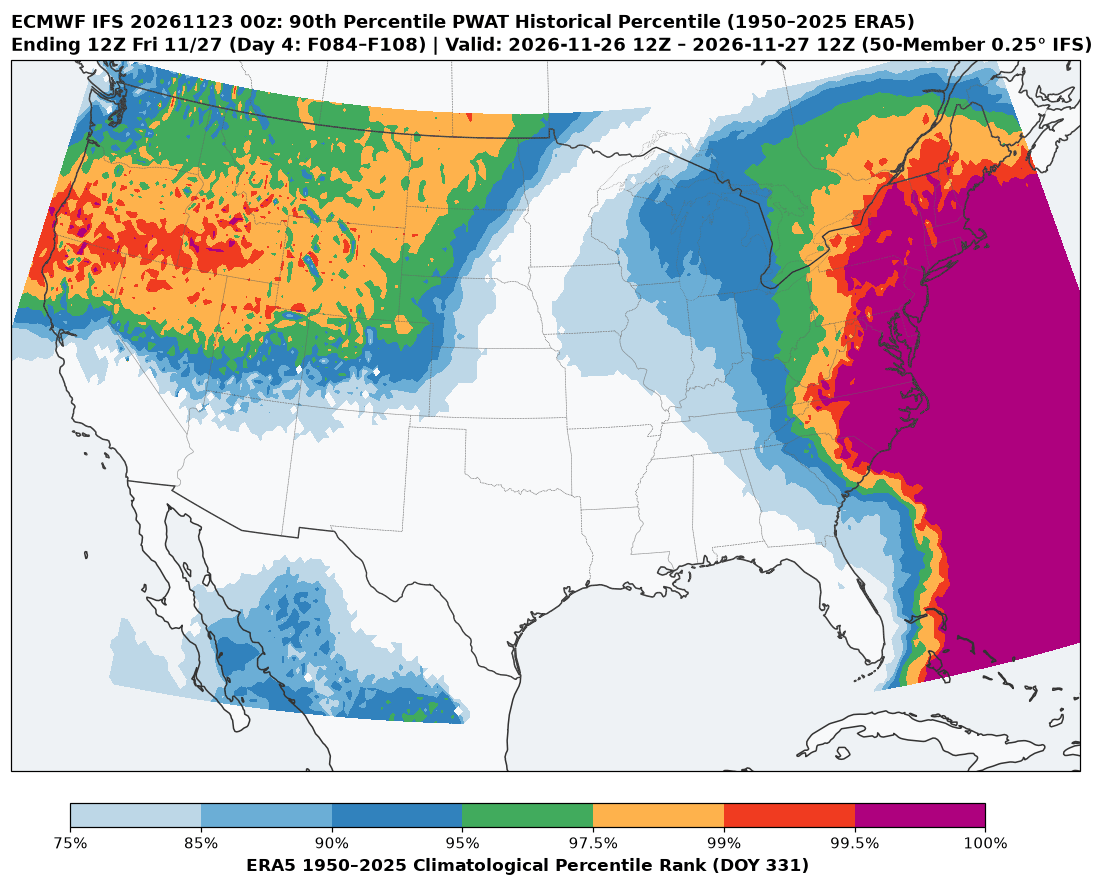 ECMWF IFS 20261123 00z: 90th Percentile PWAT Historical Percentile (1950–2025 ERA5)
Ending 12Z Fri 11/27 (Day 4: F084–F108) | Valid: 2026-11-26 12Z – 2026-11-27 12Z (50-Member 0.25° IFS)
75% 85% 90% 95% 97.5% 99% 99.5% 100%
ERA5 1950–2025 Climatological Percentile Rank (DOY 331)